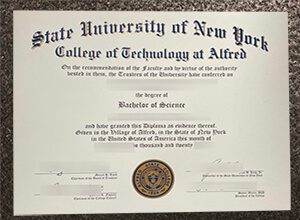 State University of New York
College of Technology at Alfred
On the recommendation of the Faculty and by virtue of the authority
vested in them, the Trustees of the University have conferred on
the degree of
Bachelor of Science
and have granted this Diploma as evidence thereof.
Given in the Village of Alfred, in the State of New York
in the United States of America this month of
thousand and twenty